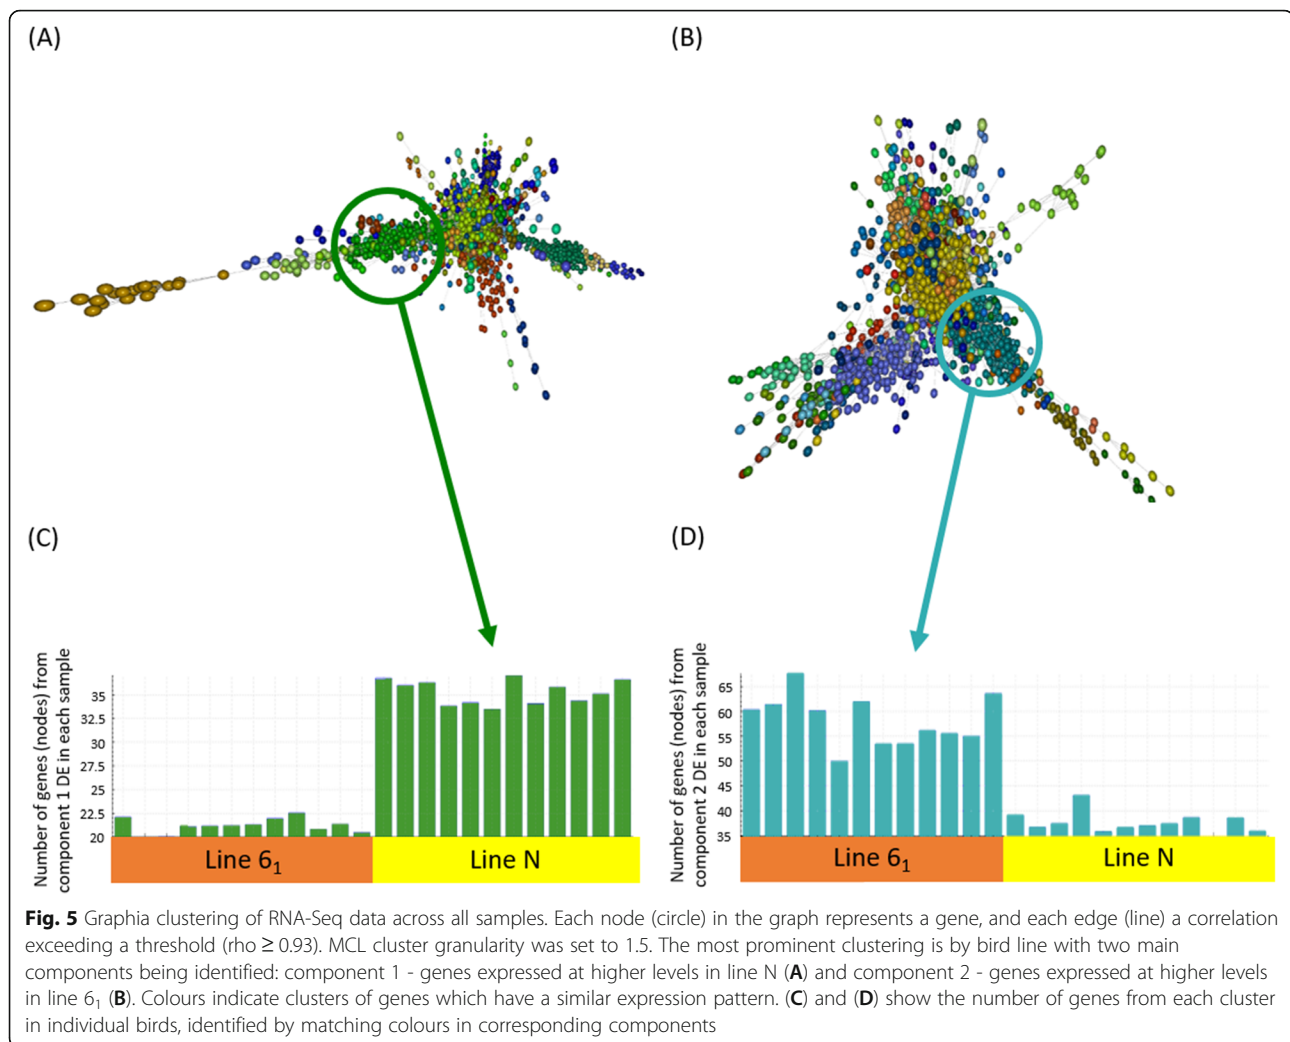 (A)
(B)
(C)
(D)
Number of genes (nodes) from
component 1 DE in each sample
35
32.5
30
27.5
25
22.5
20
Line 6₁
Line N
Number of genes (nodes) from
component 2 DE in each sample
65
60
55
50
45
40
35
Line 6₁
Line N
Fig. 5 Graphia clustering of RNA-Seq data across all samples. Each node (circle) in the graph represents a gene, and each edge (line) a correlation
exceeding a threshold (rho ≥ 0.93). MCL cluster granularity was set to 1.5. The most prominent clustering is by bird line with two main
components being identified: component 1 - genes expressed at higher levels in line N (A) and component 2 - genes expressed at higher levels
in line 6₁ (B). Colours indicate clusters of genes which have a similar expression pattern. (C) and (D) show the number of genes from each cluster
in individual birds, identified by matching colours in corresponding components